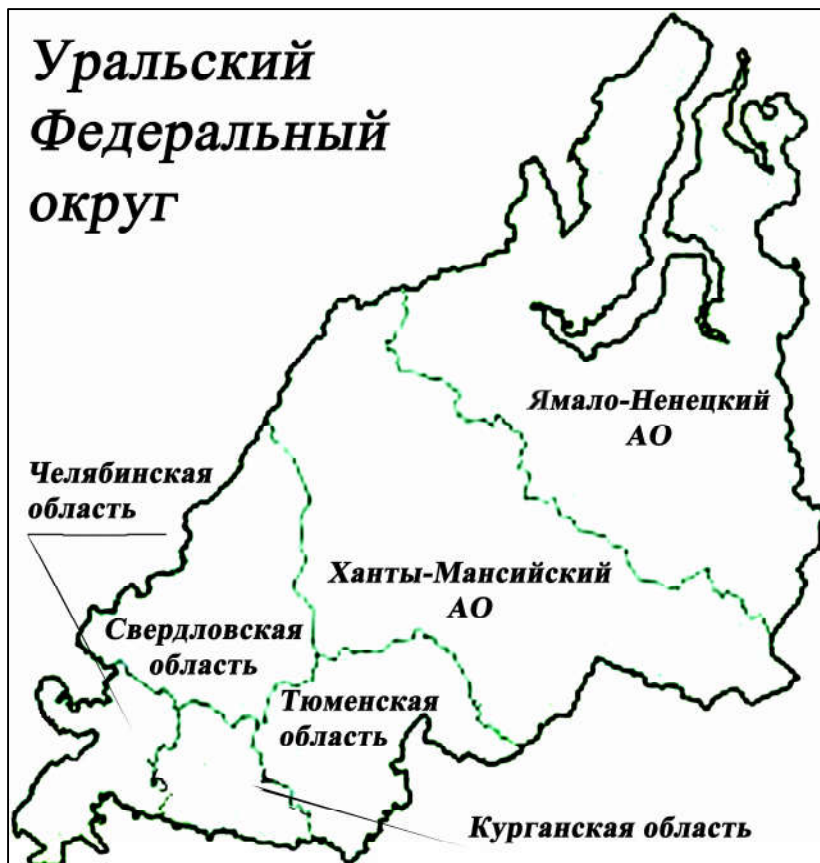 Уральский
Федеральный
округ
Ямало-Ненецкий
АО
Челябинская
область
Ханты-Мансийский
АО
Свердловская
область
Тюменская
область
Курганская область